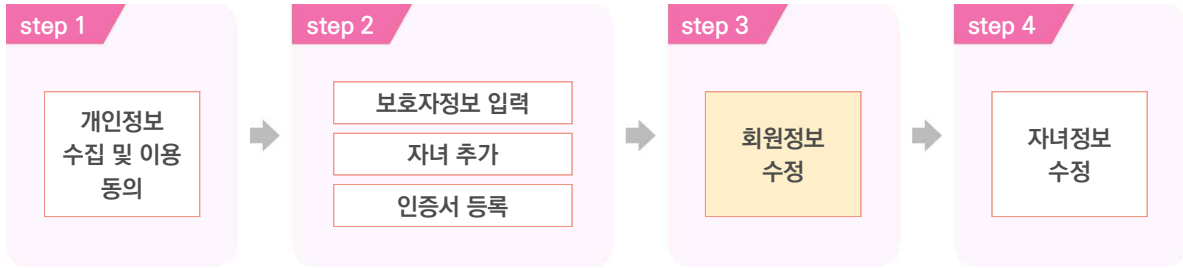 step 1
개인정보
수집 및 이용
동의
step 2
보호자정보 입력
자녀 추가
인증서 등록
step 3
회원정보
수정
step 4
자녀정보
수정